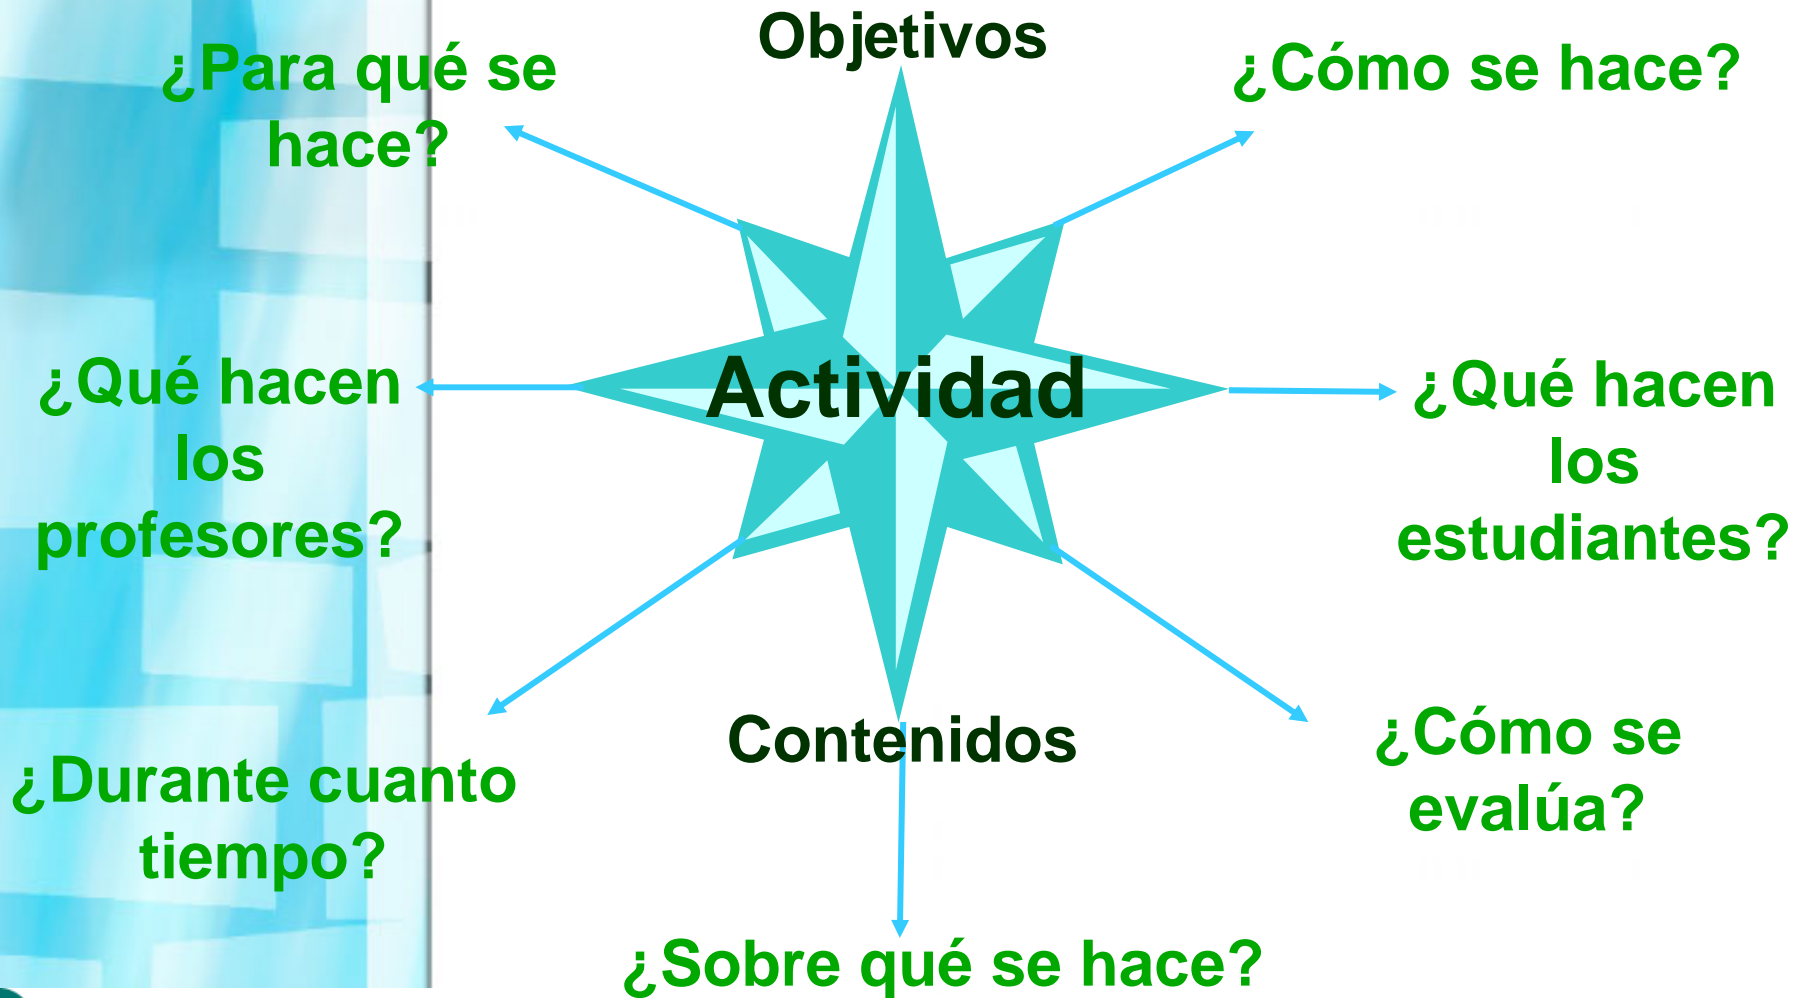 Objetivos
¿Para qué se
hace?
¿Cómo se hace?
¿Qué hacen
los
profesores?
Actividad
¿Qué hacen
los
estudiantes?
¿Durante cuanto
tiempo?
Contenidos
¿Cómo se
evalúa?
¿Sobre qué se hace?